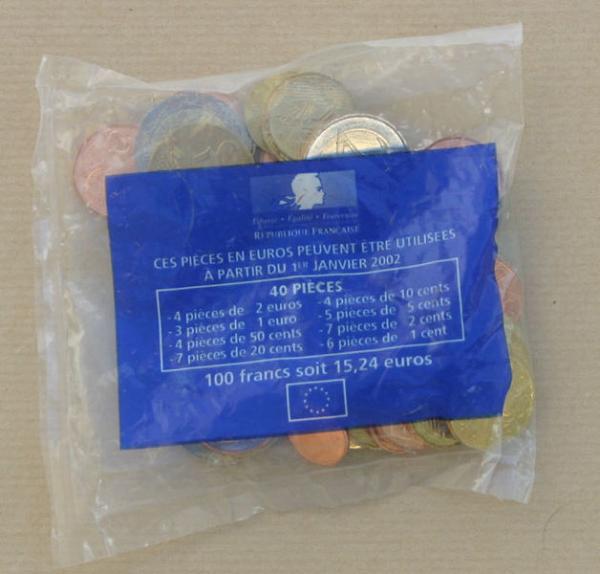 Liberté • Égalité • Fraternité
RÉPUBLIQUE FRANÇAISE
CES PIÈCES EN EUROS PEUVENT ÊTRE UTILISÉES
À PARTIR DU 1ER JANVIER 2002
40 PIÈCES
- 4 pièces de 2 euros - 4 pièces de 10 cents
- 3 pièces de 1 euro - 5 pièces de 5 cents
- 4 pièces de 50 cents - 7 pièces de 2 cents
- 7 pièces de 20 cents - 6 pièces de 1 cent
100 francs soit 15,24 euros